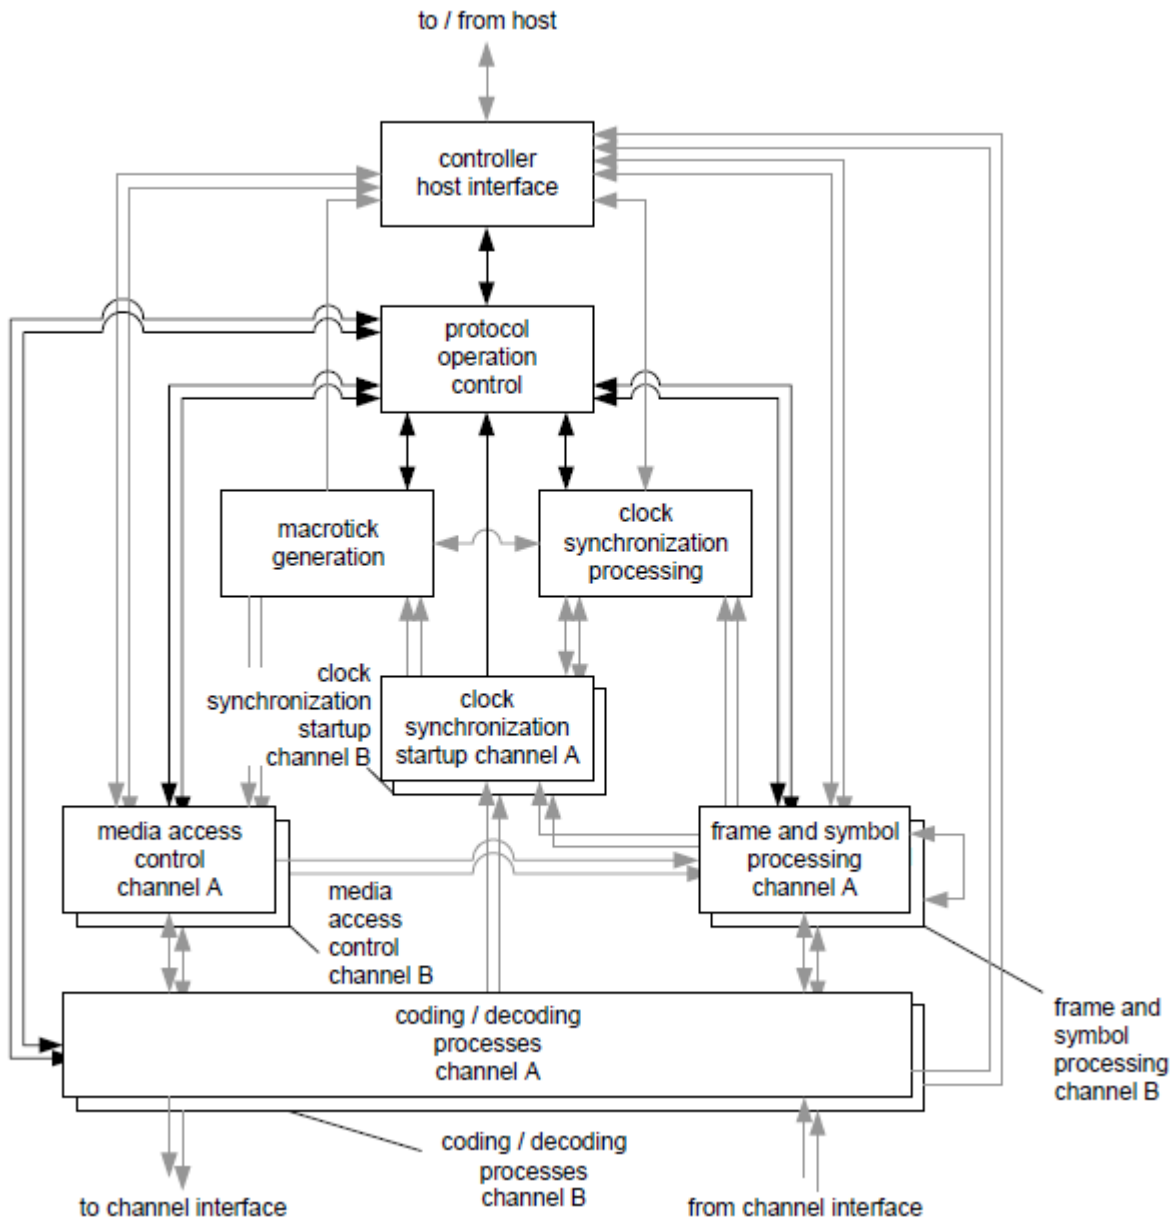 to / from host
controller
host interface
protocol
operation
control
macrotick
generation
clock
synchronization
processing
clock
synchronization
startup
channel B
clock
synchronization
startup channel A
media access
control
channel A
frame and symbol
processing
channel A
media
access
control
channel B
coding / decoding
processes
channel A
frame and
symbol
processing
channel B
coding / decoding
processes
channel B
to channel interface
from channel interface